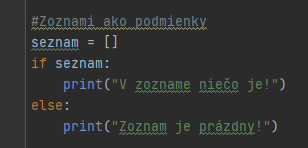 #Zoznami ako podmienky
seznam = []
if seznam:
    print("V zozname niečo je!")
else:
    print("Zoznam je prázdny!")